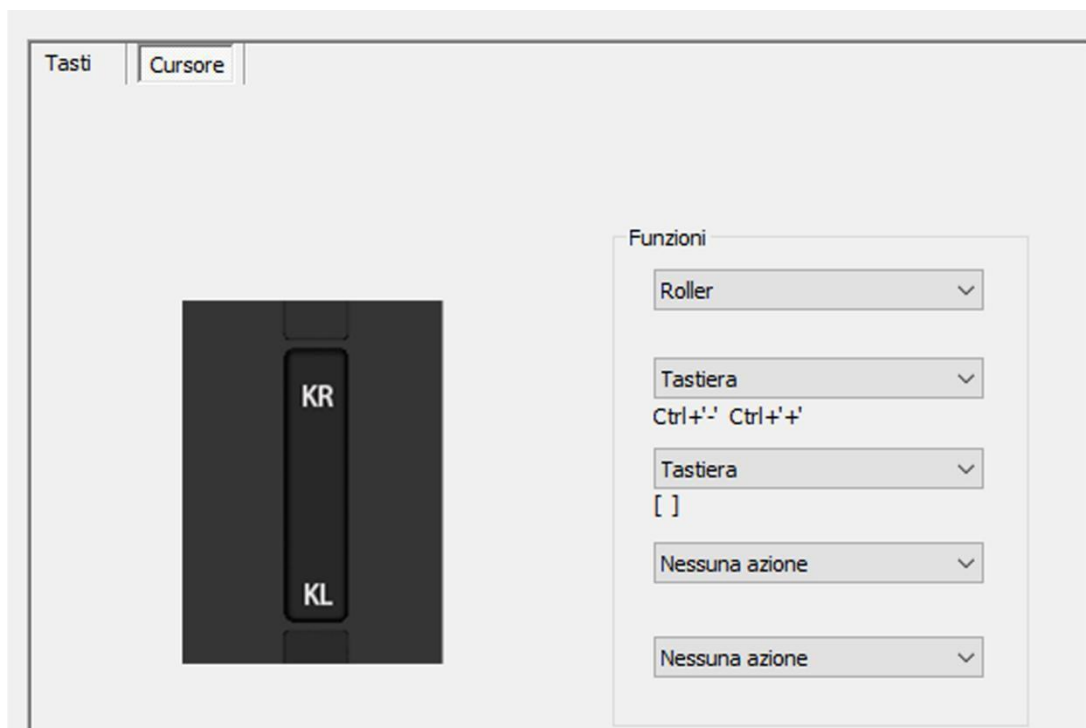 Tasti
Cursore
Funzioni
Roller
Tastiera
Ctrl+'-' Ctrl+'+'
Tastiera
[ ]
Nessuna azione
Nessuna azione
KR
KL